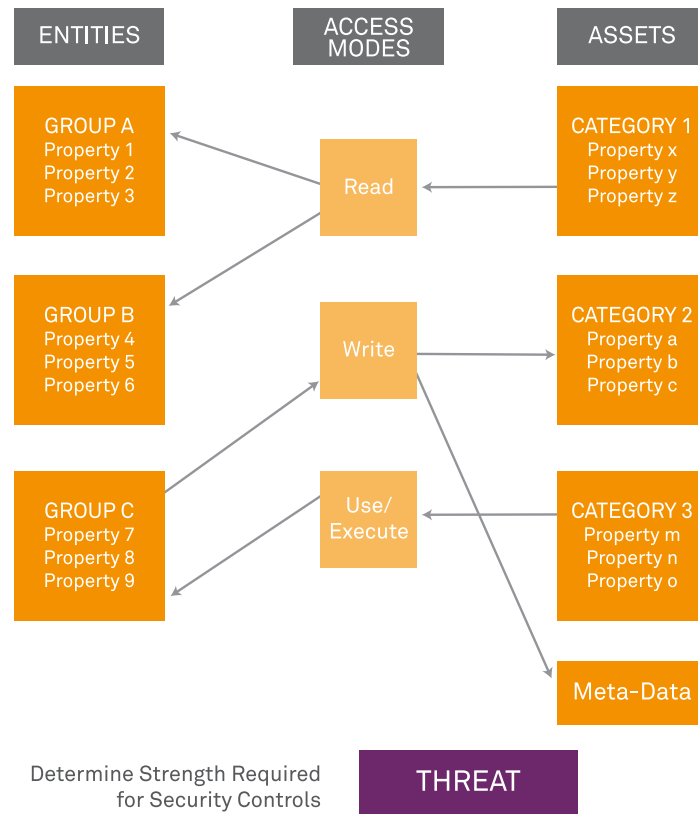 ENTITIES
ACCESS
MODES
ASSETS
GROUP A
Property 1
Property 2
Property 3
Read
CATEGORY 1
Property x
Property y
Property z
GROUP B
Property 4
Property 5
Property 6
Write
CATEGORY 2
Property a
Property b
Property c
GROUP C
Property 7
Property 8
Property 9
Use/
Execute
CATEGORY 3
Property m
Property n
Property o
Meta-Data
Determine Strength Required
for Security Controls
THREAT